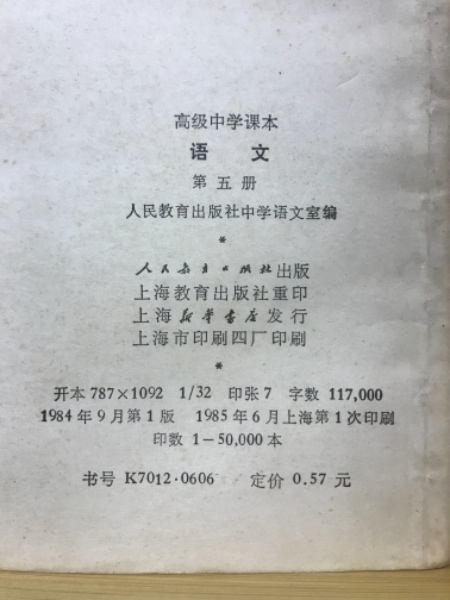 高级中学课本
语 文
第五册
人民教育出版社中学语文室编
*
人民教育出版社出版
上海教育出版社重印
上海新华书店发行
上海市印刷四厂印刷
*
开本 787×1092 1/32 印张 7 字数 117,000
1984 年 9 月第 1 版 1985 年 6 月上海第 1 次印刷
印数 1-50,000 本
书号 K7012·0606 定价 0.57 元